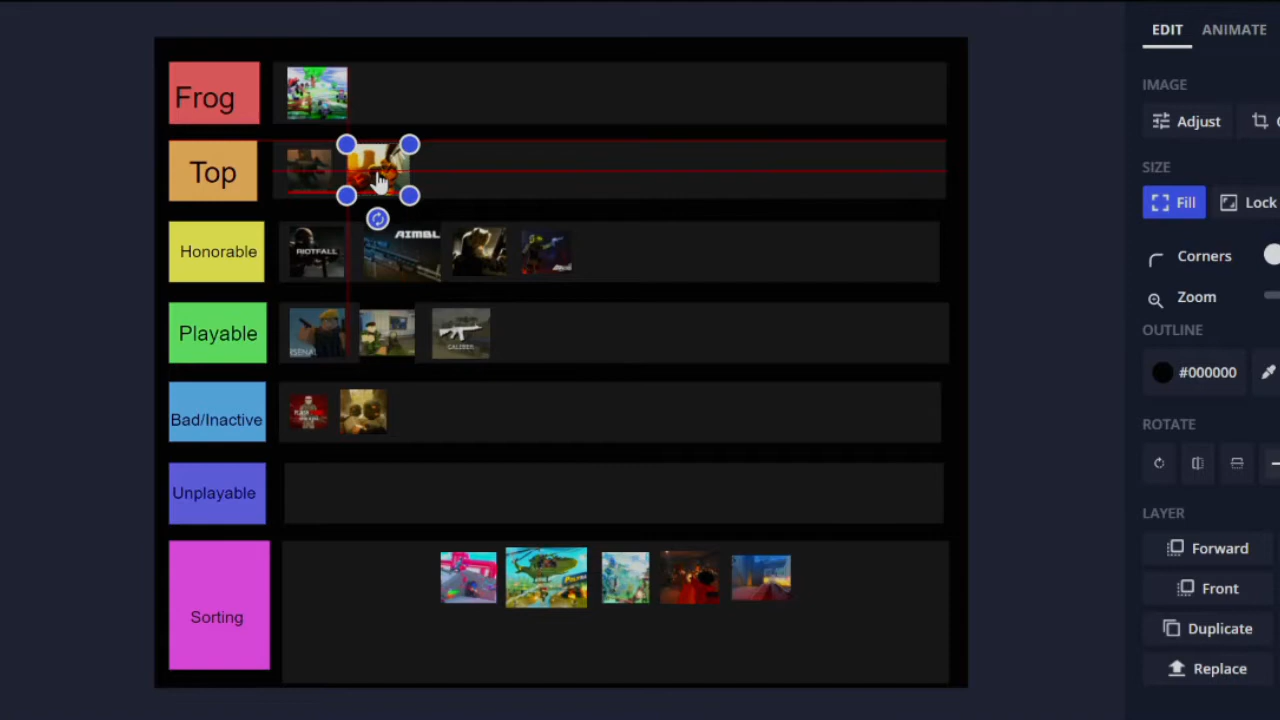 EDIT ANIMATE
IMAGE
Adjust
SIZE
Fill Lock
Corners
Zoom
OUTLINE
#000000
ROTATE
LAYER
Forward
Front
Duplicate
Replace
Frog
Top
Honorable
RIOTFALL
AIMBL
Playable
CALIBER
Bad/Inactive
Unplayable
Sorting